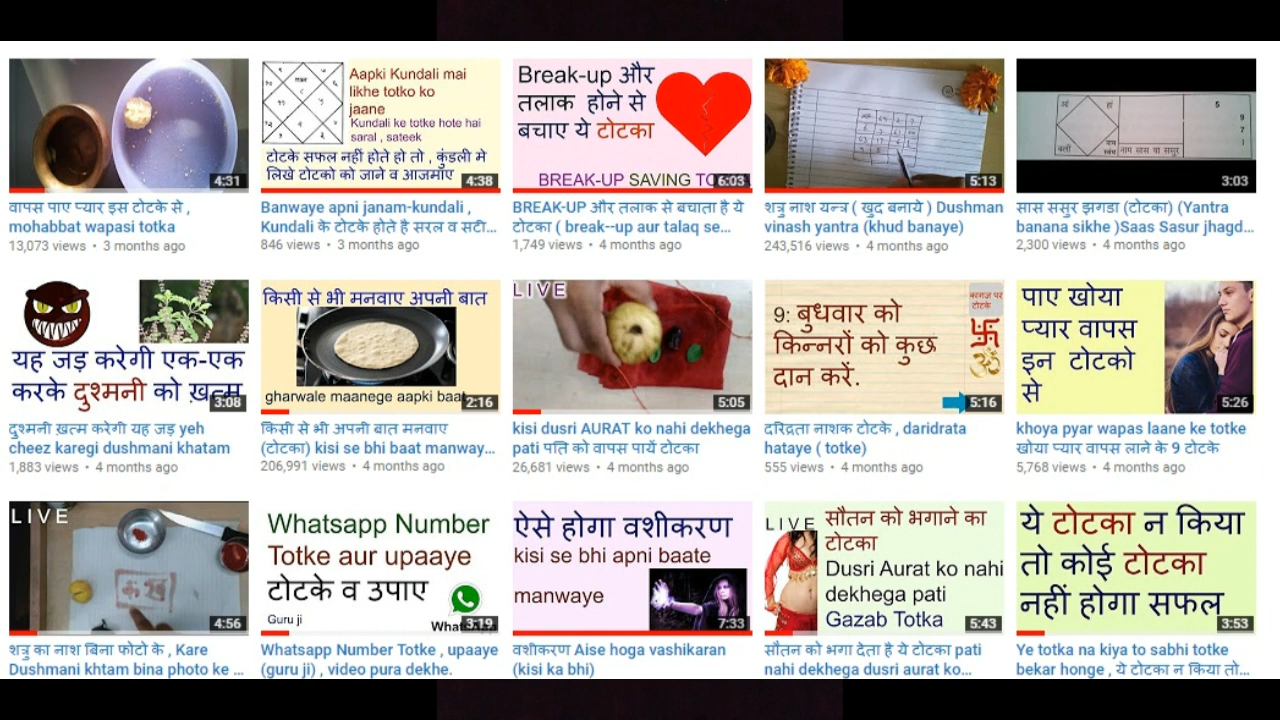 4:31
वापस पाए प्यार इस टोटके से ,
mohabbat wapasi totka
13,073 views • 3 months ago
Aapki Kundali mai
likhe totko ko
jaane
Kundali ke totke hote hai
saral , sateek
टोटके सफल नहीं होते हो तो , कुंडली मे
लिखे टोटको को जाने व आजमाए
4:38
Banwaye apni janam-kundali ,
Kundali के टोटके होते है सरल व सटी...
846 views • 3 months ago
Break-up और
तलाक होने से
बचाए ये टोटका
BREAK-UP SAVING
6:03
BREAK-UP और तलाक से बचाता है ये
टोटका ( break--up aur talaq se...
1,749 views • 4 months ago
5:13
शत्रु नाश यन्त्र ( खुद बनाये ) Dushman
vinash yantra (khud banaye)
243,516 views • 4 months ago
नाम सास या ससुर
5
9
7
1
3:03
सास ससुर झगडा (टोटका) (Yantra
banana sikhe )Saas Sasur jhagd...
2,300 views • 4 months ago
यह जड़ करेगी एक-एक
करके दुश्मनी को ख़त्म
3:08
दुश्मनी ख़त्म करेगी यह जड़ yeh
cheez karegi dushmani khatam
1,883 views • 4 months ago
किसी से भी मनवाए अपनी बात
gharwale maanege aapki baat
2:16
किसी से भी अपनी बात मनवाए
(टोटका) kisi se bhi baat manway...
206,991 views • 4 months ago
LIVE
5:05
kisi dusri AURAT ko nahi dekhega
pati पति को वापस पायें टोटका
26,681 views • 4 months ago
कागज पर
टोटके
9: बुधवार को
किन्नरों को कुछ
दान करें.
5:16
दरिद्रता नाशक टोटके , daridrata
hataye ( totke)
555 views • 4 months ago
पाए खोया
प्यार वापस
इन टोटको
से
5:26
khoya pyar wapas laane ke totke
खोया प्यार वापस लाने के 9 टोटके
5,768 views • 4 months ago
LIVE
4:56
शत्रु का नाश बिना फोटो के , Kare
Dushmani khtam bina photo ke ...
Whatsapp Number
Totke aur upaaye
टोटके व उपाए
Guru ji
3:19
Whatsapp Number Totke , upaaye
(guru ji) , video pura dekhe.
ऐसे होगा वशीकरण
kisi se bhi apni baate
manwaye
7:33
वशीकरण Aise hoga vashikaran
(kisi ka bhi)
LIVE
सौतन को भगाने का
टोटका
Dusri Aurat ko nahi
dekhega pati
Gazab Totka
5:43
सौतन को भगा देता है ये टोटका pati
nahi dekhega dusri aurat ko...
ये टोटका न किया
तो कोई टोटका
नहीं होगा सफल
3:53
Ye totka na kiya to sabhi totke
bekar honge , ये टोटका न किया तो...